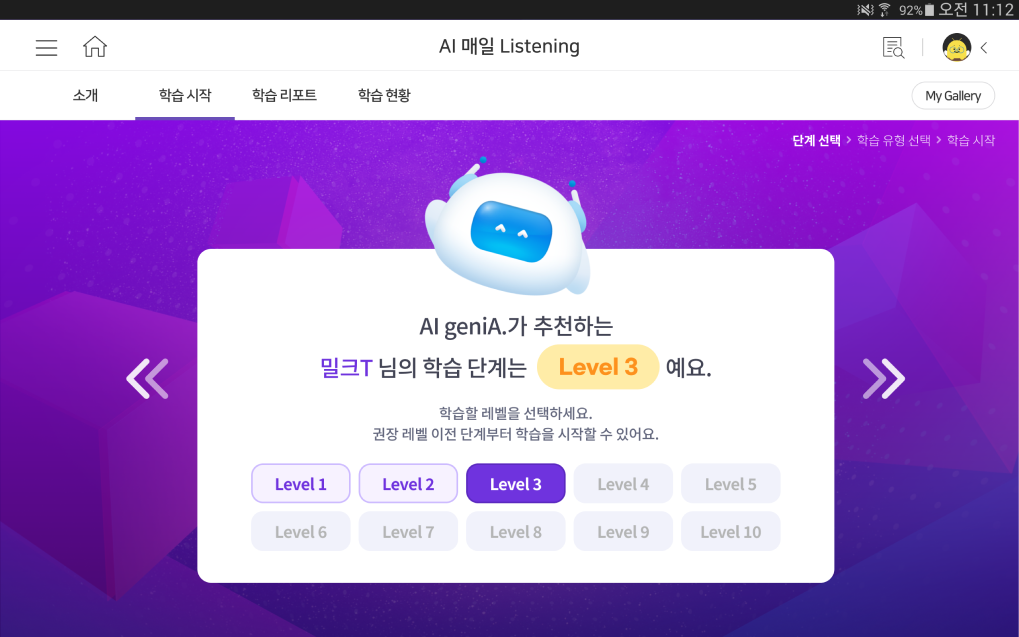 92% 오전 11:12
AI 매일 Listening
소개 학습 시작 학습 리포트 학습 현황 My Gallery
단계 선택 > 학습 유형 선택 > 학습 시작
AI geniA.가 추천하는
밀크T 님의 학습 단계는 Level 3 예요.
학습할 레벨을 선택하세요.
권장 레벨 이전 단계부터 학습을 시작할 수 있어요.
Level 1 Level 2 Level 3 Level 4 Level 5
Level 6 Level 7 Level 8 Level 9 Level 10